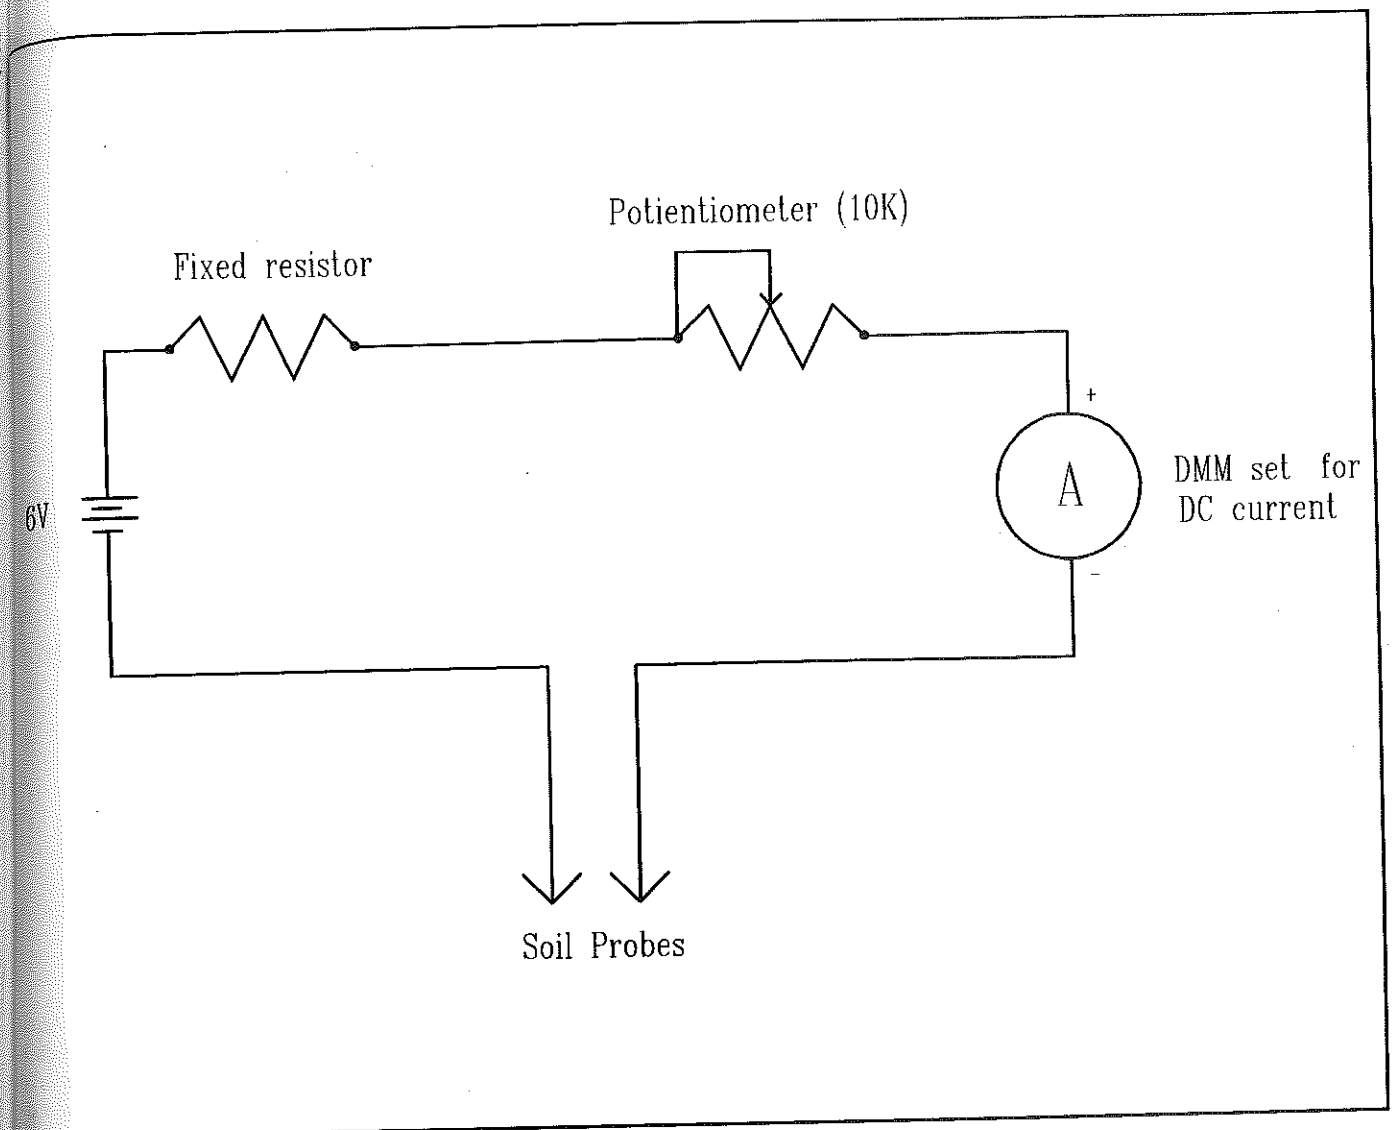 Potientiometer (10K)
Fixed resistor
+
6V
A
DMM set for
DC current
-
Soil Probes